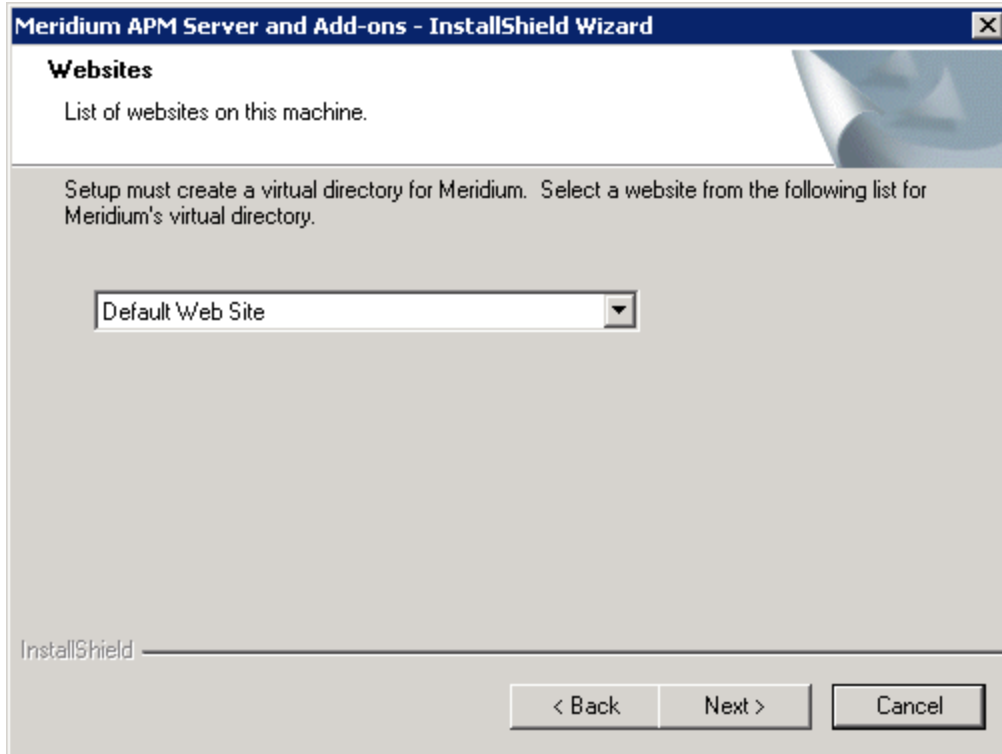 Meridium APM Server and Add-ons - InstallShield Wizard
Websites
List of websites on this machine.
Setup must create a virtual directory for Meridium.  Select a website from the following list for
Meridium's virtual directory.
Default Web Site
InstallShield
< Back
Next >
Cancel